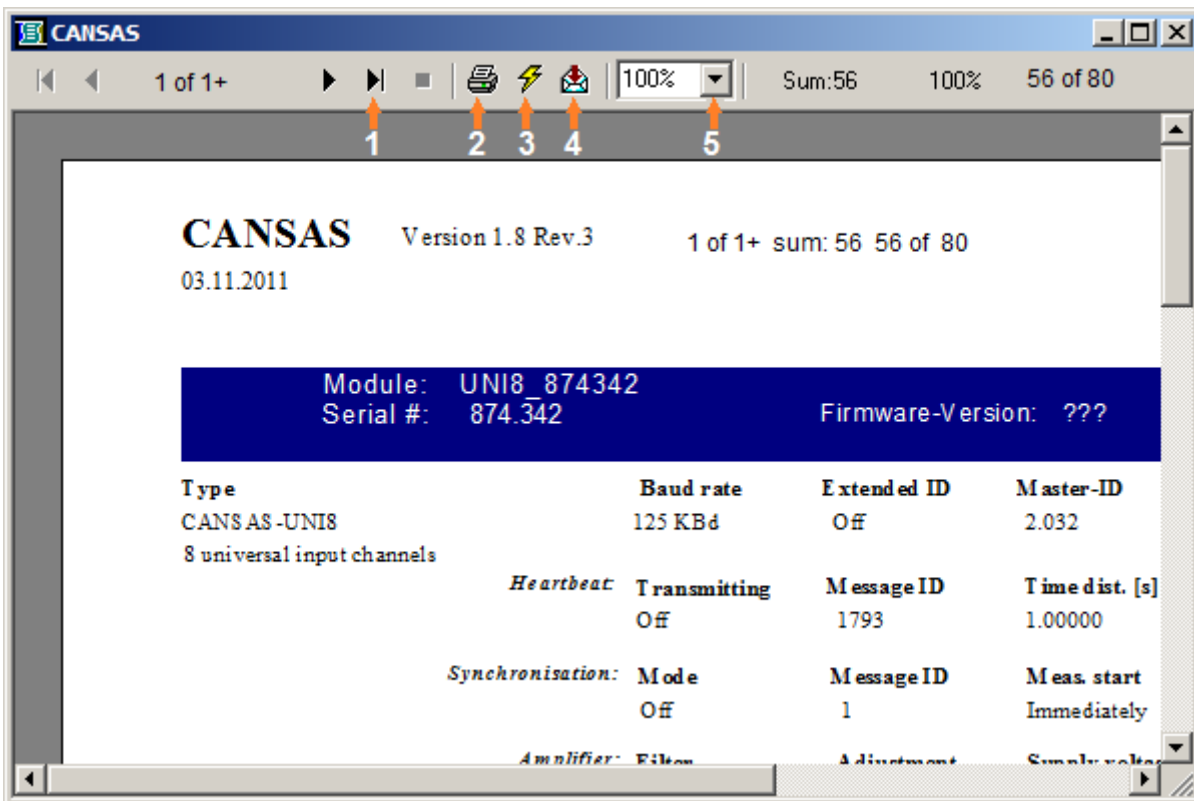 CANSAS
1 of 1+ 100% Sum:56 100% 56 of 80
1 2 3 4 5
CANSAS Version 1.8 Rev.3 1 of 1+ sum: 56 56 of 80
03.11.2011
Module: UNI8_874342
Serial #: 874.342 Firmware-Version: ???
Type Baud rate Extended ID Master-ID
CANSAS-UNI8 125 KBd Off 2.032
8 universal input channels
Heartbeat: Transmitting Message ID Time dist. [s]
Off 1793 1.00000
Synchronisation: Mode Message ID Meas. start
Off 1 Immediately
Amplifier: Filter Adjustment Supply